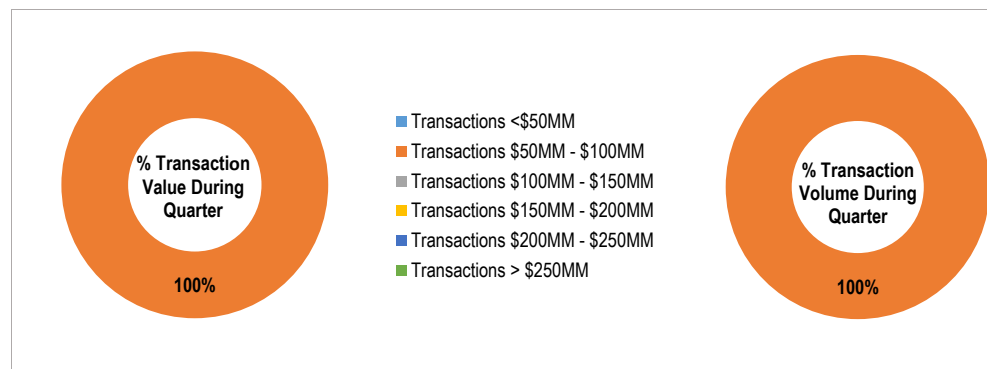 % Transaction
Value During
Quarter
100%
Transactions <$50MM
Transactions $50MM - $100MM
Transactions $100MM - $150MM
Transactions $150MM - $200MM
Transactions $200MM - $250MM
Transactions > $250MM
% Transaction
Volume During
Quarter
100%